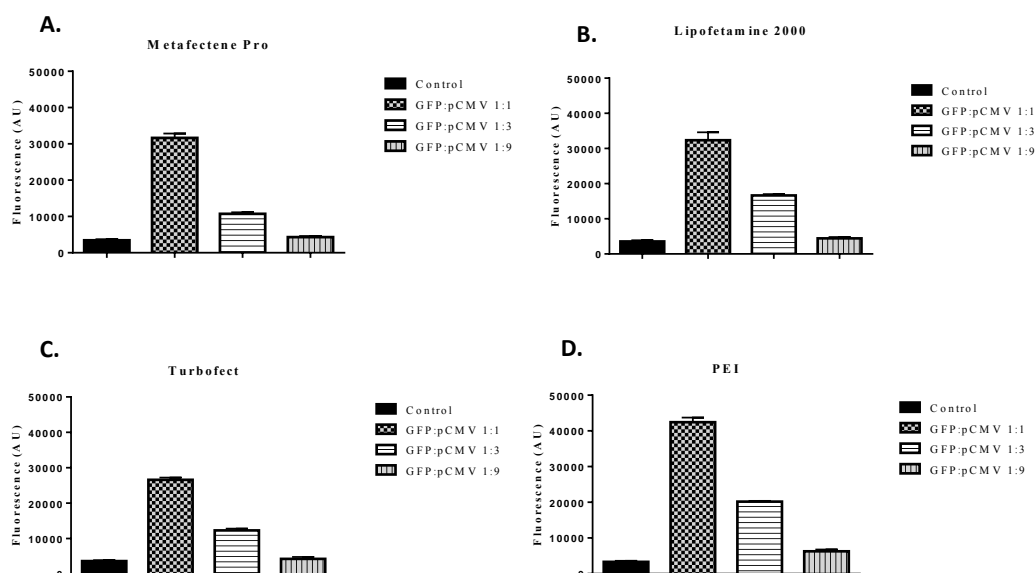 A.
Metafectene Pro
50000
40000
30000
20000
10000
0
Fluorescence (AU)
Control
GFP:pCMV 1:1
GFP:pCMV 1:3
GFP:pCMV 1:9
B.
Lipofetamine 2000
50000
40000
30000
20000
10000
0
Fluorescence (AU)
Control
GFP:pCMV 1:1
GFP:pCMV 1:3
GFP:pCMV 1:9
C.
Turbofect
50000
40000
30000
20000
10000
0
Fluorescence (AU)
Control
GFP:pCMV 1:1
GFP:pCMV 1:3
GFP:pCMV 1:9
D.
PEI
50000
40000
30000
20000
10000
0
Fluorescence (AU)
Control
GFP:pCMV 1:1
GFP:pCMV 1:3
GFP:pCMV 1:9